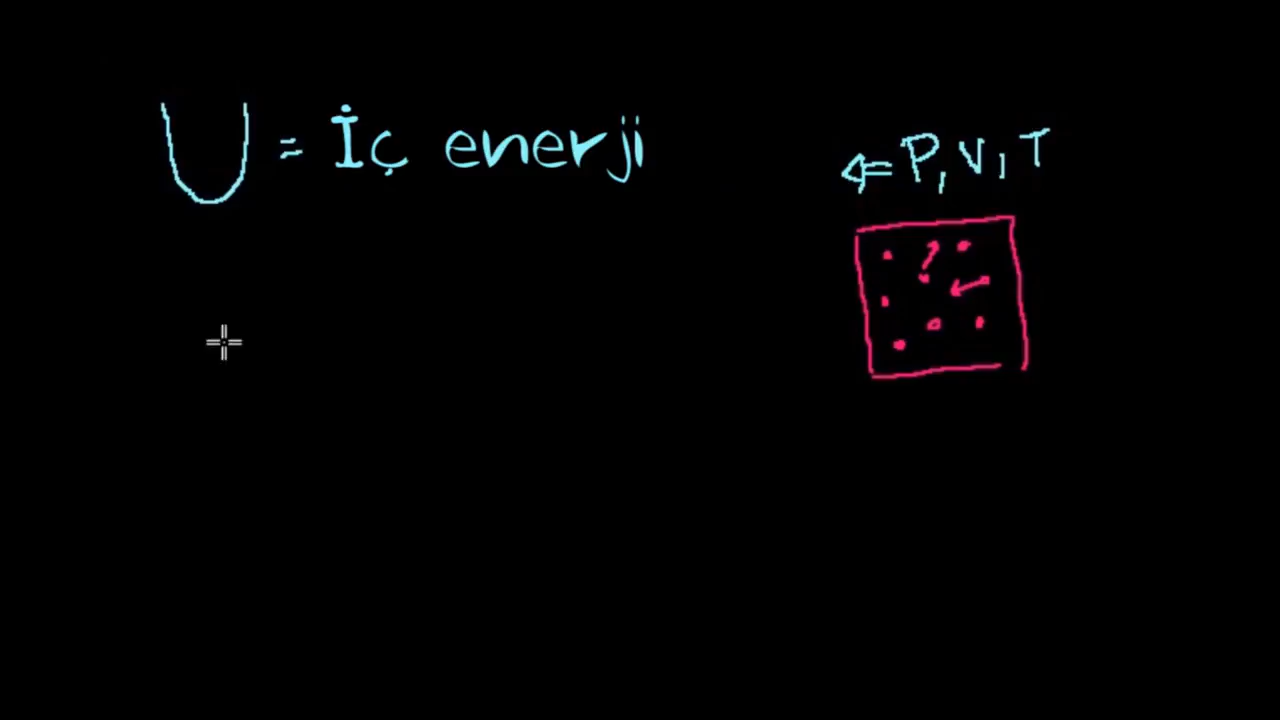 U = İç enerji
⇐ P, V, T